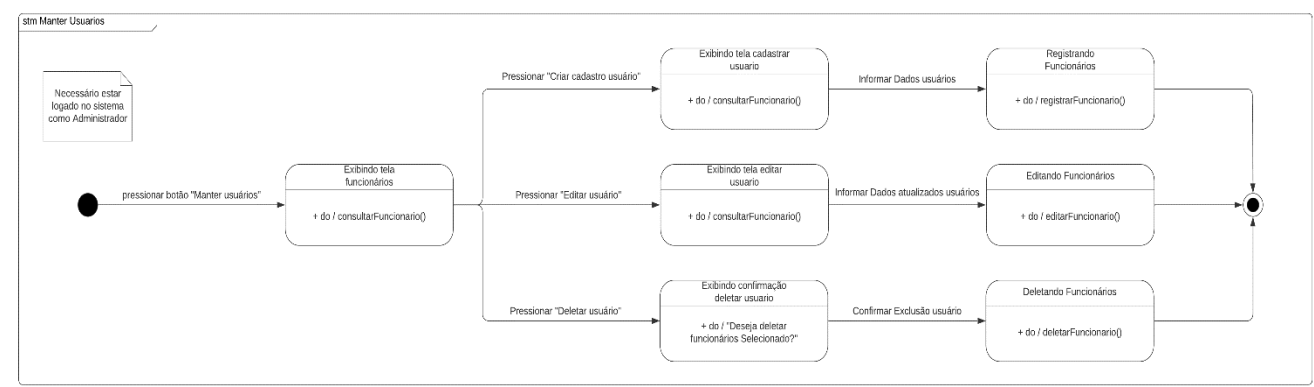 stm Manter Usuarios
Necessário estar
logado no sistema
como Administrador
pressionar botão "Manter usuários"
Exibindo tela
funcionários
+ do / consultarFuncionario()
Pressionar "Criar cadastro usuário"
Exibindo tela cadastrar
usuario
+ do / consultarFuncionario()
Informar Dados usuários
Registrando
Funcionários
+ do / registrarFuncionario()
Pressionar "Editar usuário"
Exibindo tela editar
usuario
+ do / consultarFuncionario()
Informar Dados atualizados usuários
Editando Funcionários
+ do / editarFuncionario()
Pressionar "Deletar usuário"
Exibindo confirmação
deletar usuario
+ do / "Deseja deletar
funcionários Selecionado?"
Confirmar Exclusão usuário
Deletando Funcionários
+ do / deletarFuncionario()